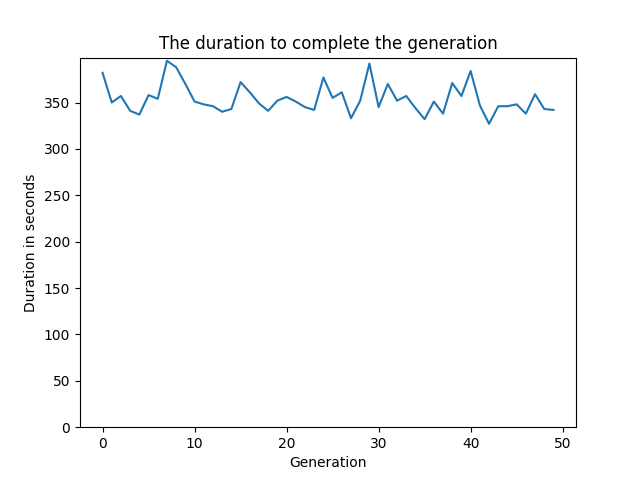 The duration to complete the generation
350
300
250
200
150
100
50
0
Duration in seconds
0 10 20 30 40 50
Generation